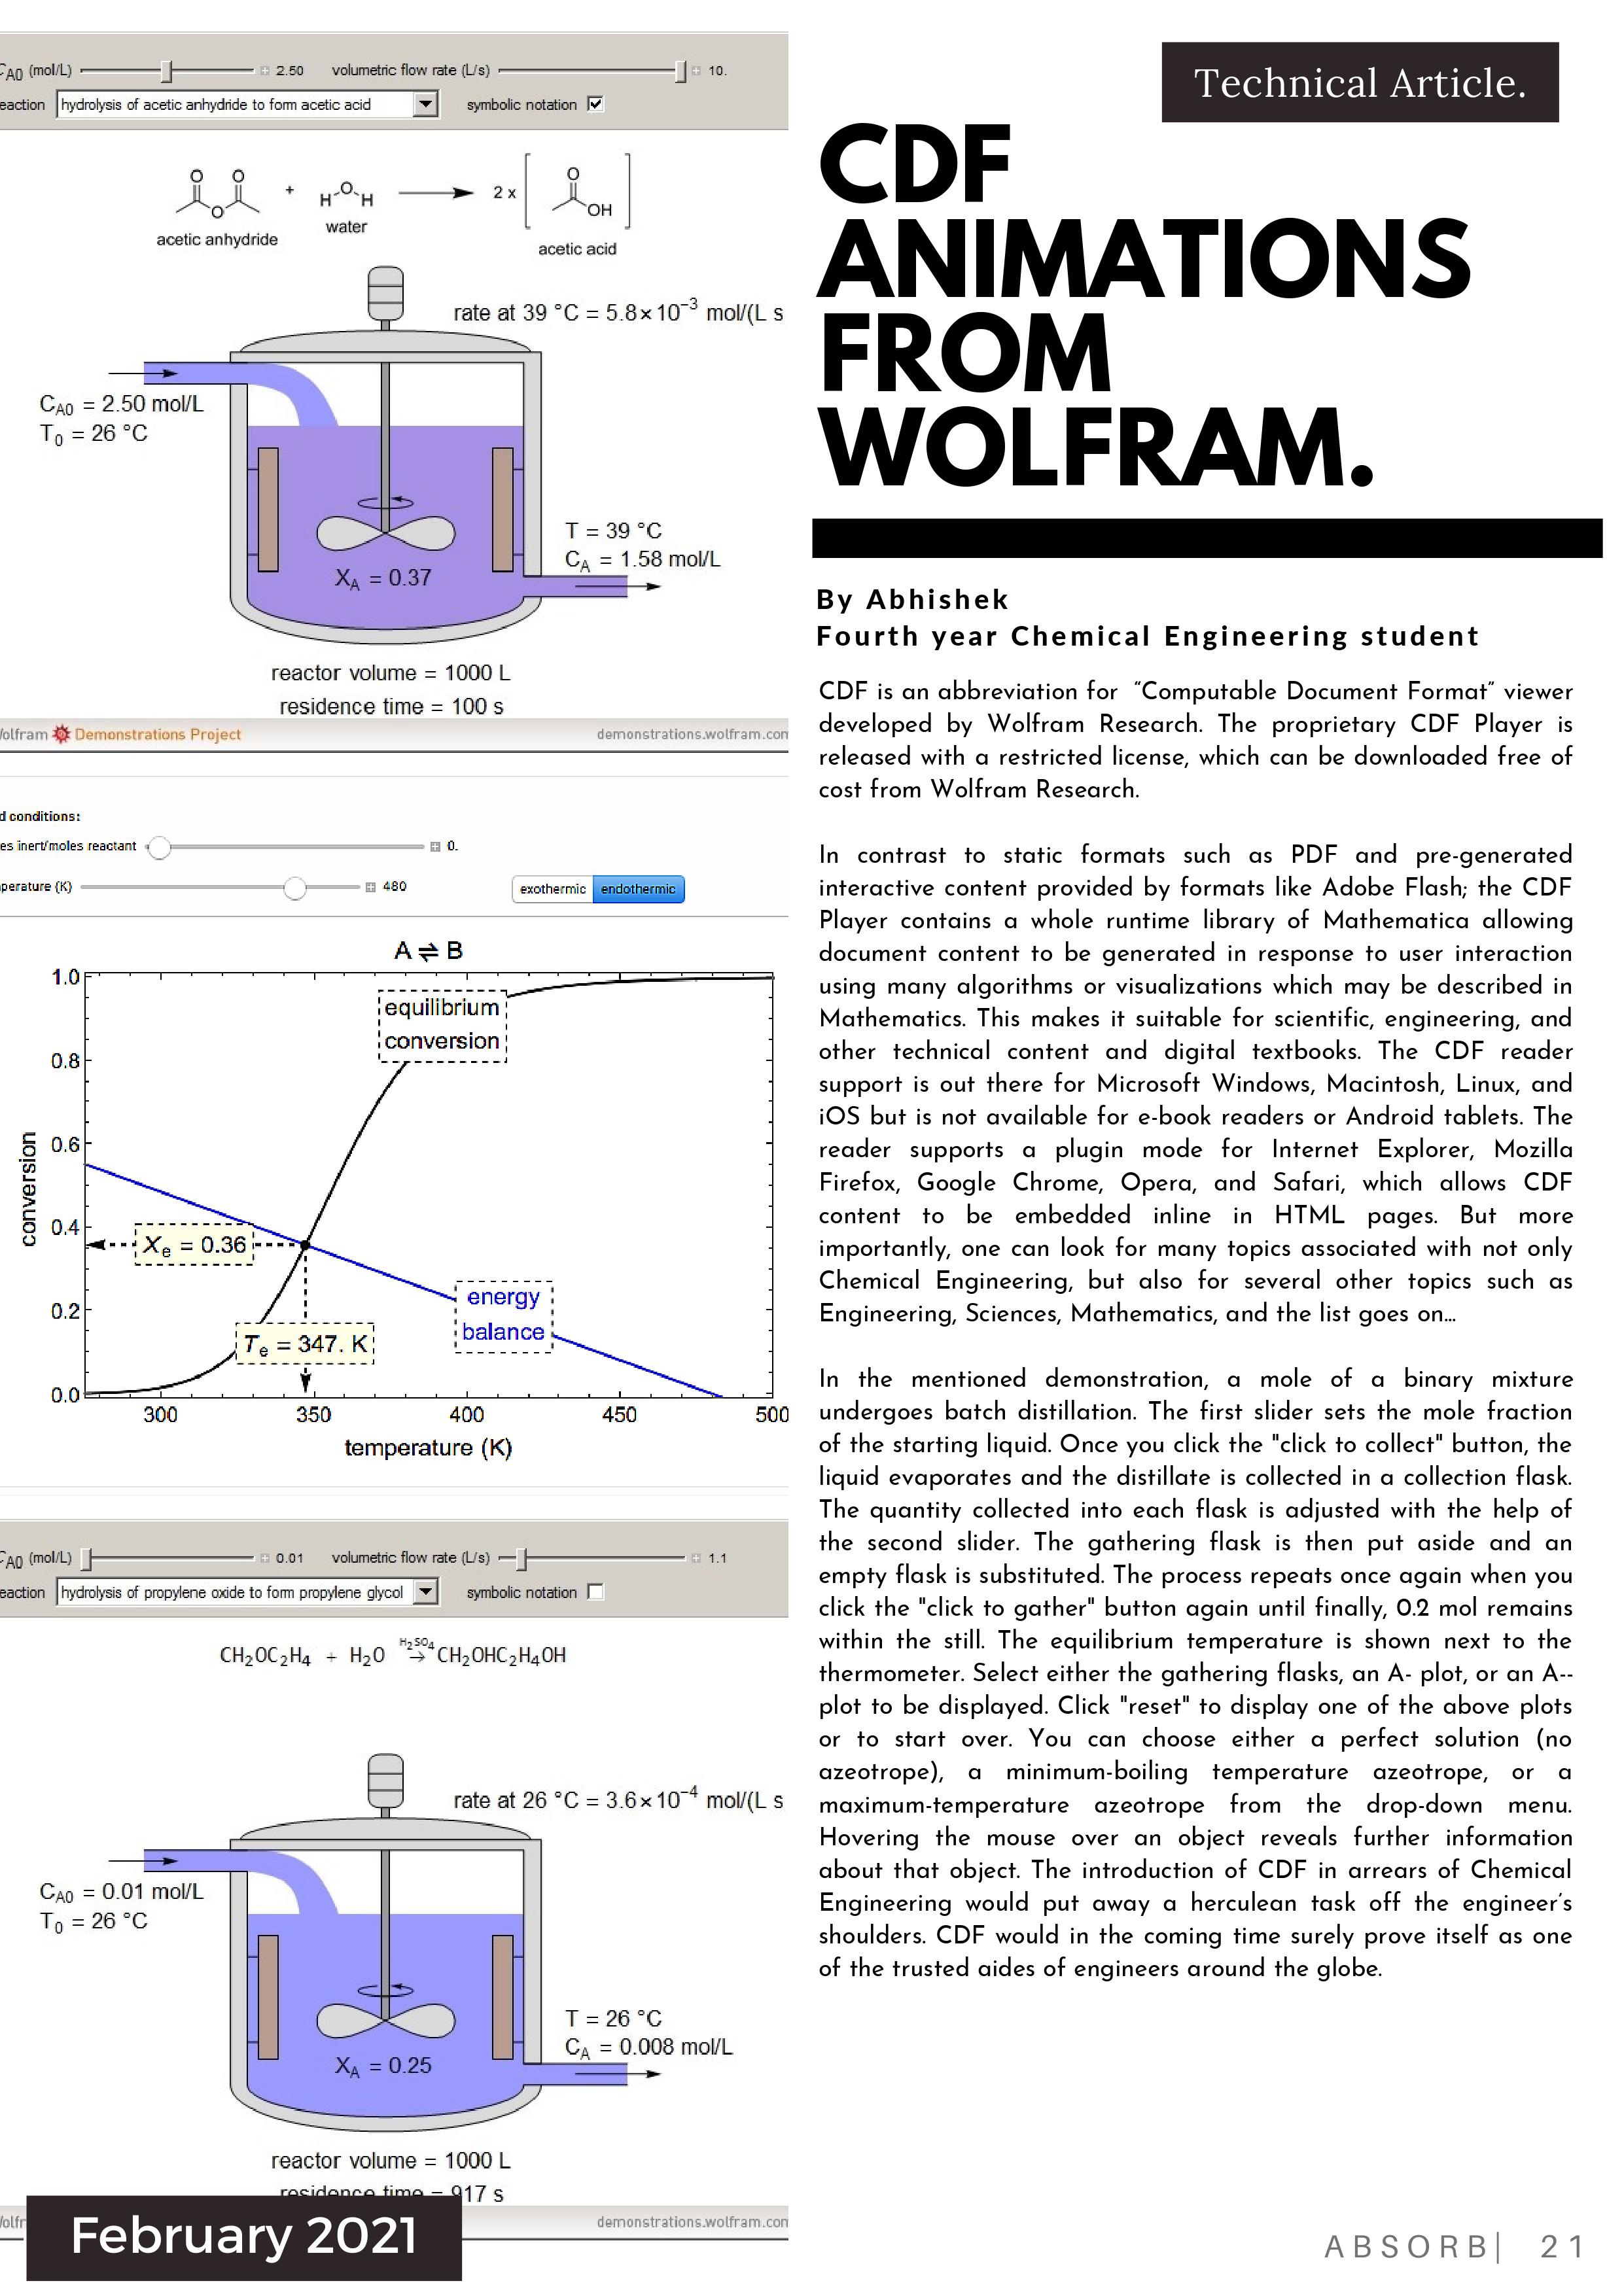 CA0 (mol/L) 2.50 volumetric flow rate (L/s) 10.
eaction hydrolysis of acetic anhydride to form acetic acid symbolic notation
O O + H O H 2 x O OH
O
acetic anhydride
water
acetic acid
rate at 39 °C = 5.8×10⁻³ mol/(L s
CA0 = 2.50 mol/L
T0 = 26 °C
T = 39 °C
CA = 1.58 mol/L
XA = 0.37
reactor volume = 1000 L
residence time = 100 s
olfram Demonstrations Project demonstrations.wolfram.com
d conditions:
es inert/moles reactant 0.
perature (K) 480 exothermic endothermic
A ⇌ B
1.0
0.8
0.6
0.4
0.2
0.0
conversion
equilibrium
conversion
Xe = 0.36
energy
balance
Te = 347. K
300 350 400 450 500
temperature (K)
CA0 (mol/L) 0.01 volumetric flow rate (L/s) 1.1
eaction hydrolysis of propylene oxide to form propylene glycol symbolic notation
CH2OC2H4 + H2O H2SO4 → CH2OHC2H4OH
rate at 26 °C = 3.6×10⁻⁴ mol/(L s
CA0 = 0.01 mol/L
T0 = 26 °C
T = 26 °C
CA = 0.008 mol/L
XA = 0.25
reactor volume = 1000 L
residence time = 917 s
olfr demonstrations.wolfram.com
February 2021
Technical Article.
CDF
ANIMATIONS
FROM
WOLFRAM.
By Abhishek
Fourth year Chemical Engineering student
CDF is an abbreviation for “Computable Document Format” viewer
developed by Wolfram Research. The proprietary CDF Player is
released with a restricted license, which can be downloaded free of
cost from Wolfram Research.
In contrast to static formats such as PDF and pre-generated
interactive content provided by formats like Adobe Flash; the CDF
Player contains a whole runtime library of Mathematica allowing
document content to be generated in response to user interaction
using many algorithms or visualizations which may be described in
Mathematics. This makes it suitable for scientific, engineering, and
other technical content and digital textbooks. The CDF reader
support is out there for Microsoft Windows, Macintosh, Linux, and
iOS but is not available for e-book readers or Android tablets. The
reader supports a plugin mode for Internet Explorer, Mozilla
Firefox, Google Chrome, Opera, and Safari, which allows CDF
content to be embedded inline in HTML pages. But more
importantly, one can look for many topics associated with not only
Chemical Engineering, but also for several other topics such as
Engineering, Sciences, Mathematics, and the list goes on...
In the mentioned demonstration, a mole of a binary mixture
undergoes batch distillation. The first slider sets the mole fraction
of the starting liquid. Once you click the "click to collect" button, the
liquid evaporates and the distillate is collected in a collection flask.
The quantity collected into each flask is adjusted with the help of
the second slider. The gathering flask is then put aside and an
empty flask is substituted. The process repeats once again when you
click the "click to gather" button again until finally, 0.2 mol remains
within the still. The equilibrium temperature is shown next to the
thermometer. Select either the gathering flasks, an A- plot, or an A--
plot to be displayed. Click "reset" to display one of the above plots
or to start over. You can choose either a perfect solution (no
azeotrope), a minimum-boiling temperature azeotrope, or a
maximum-temperature azeotrope from the drop-down menu.
Hovering the mouse over an object reveals further information
about that object. The introduction of CDF in arrears of Chemical
Engineering would put away a herculean task off the engineer's
shoulders. CDF would in the coming time surely prove itself as one
of the trusted aides of engineers around the globe.
ABSORB| 21